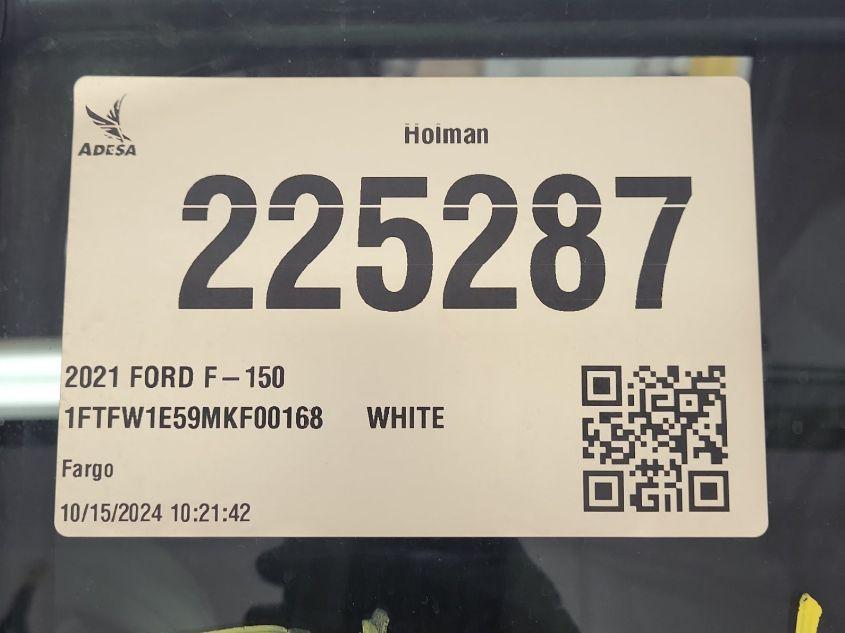 ADESA
Holman
225287
2021 FORD F-150
1FTFW1E59MKF00168 WHITE
Fargo
10/15/2024 10:21:42